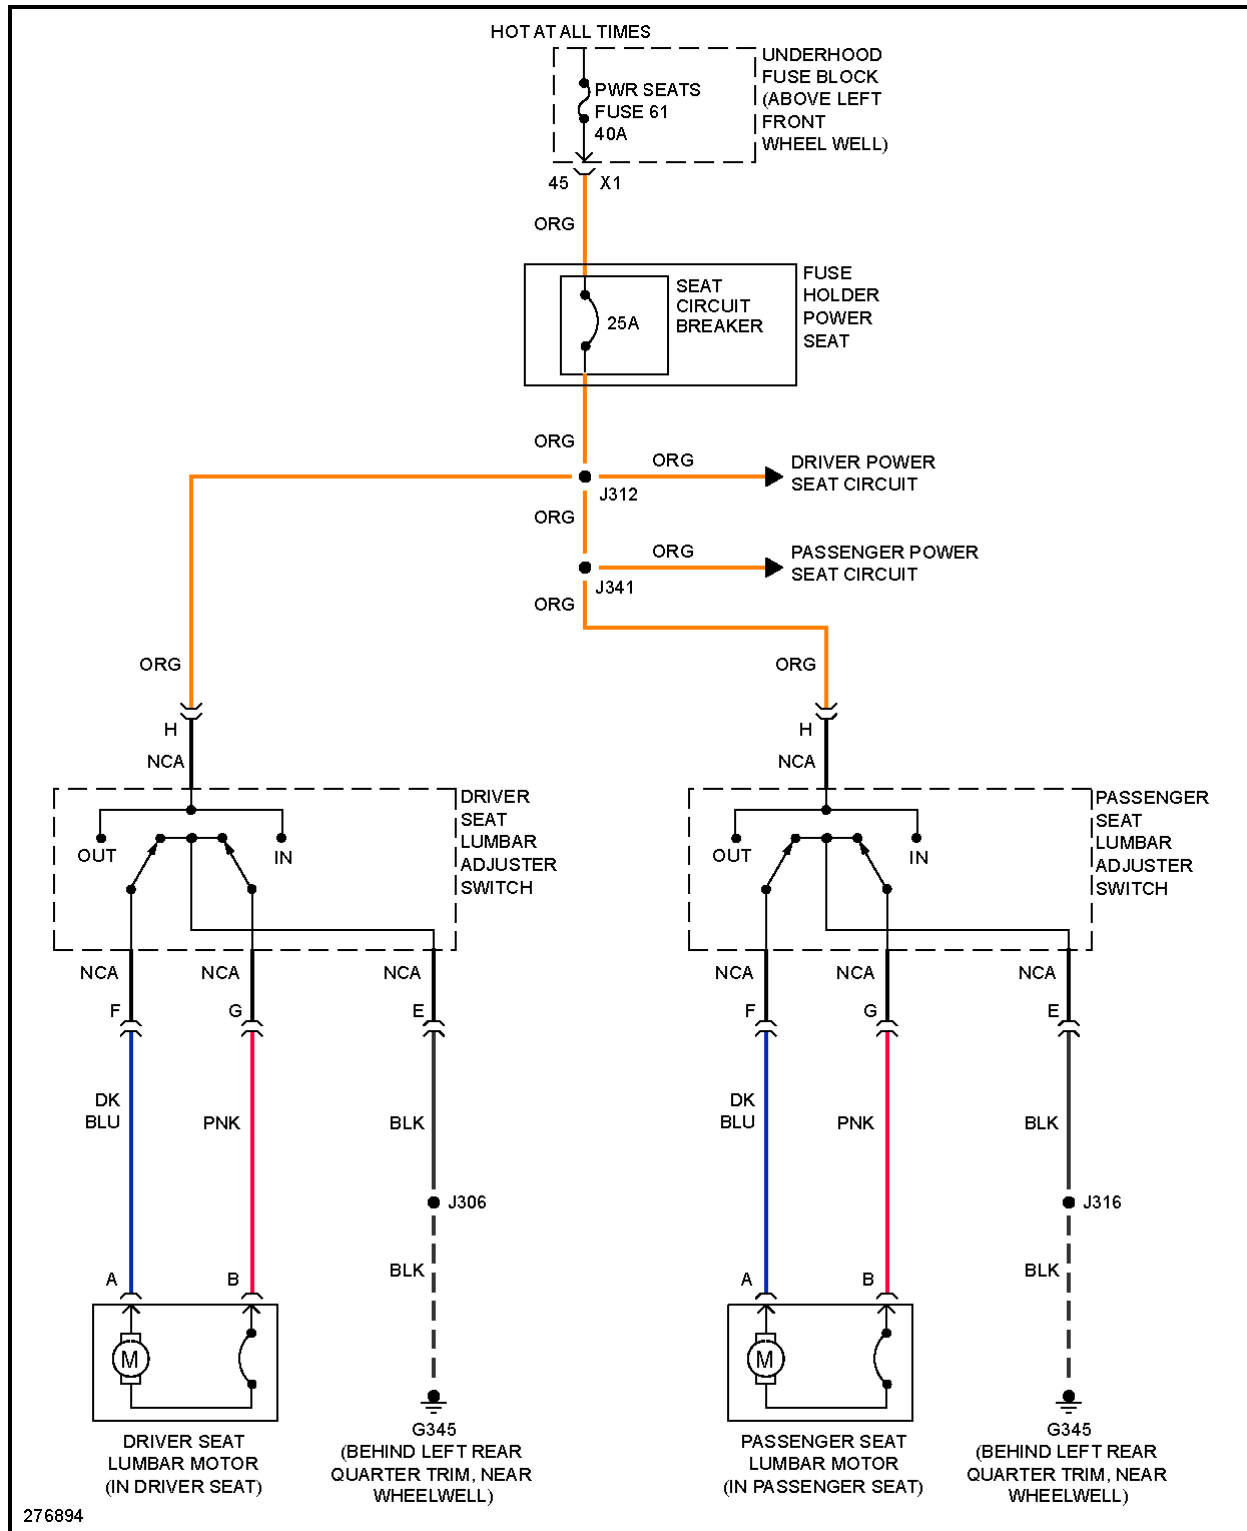 HOT AT ALL TIMES
UNDERHOOD
FUSE BLOCK
(ABOVE LEFT
FRONT
WHEEL WELL)
PWR SEATS
FUSE 61
40A
45
X1
ORG
FUSE
HOLDER
POWER
SEAT
SEAT
CIRCUIT
BREAKER
25A
ORG
ORG
DRIVER POWER
SEAT CIRCUIT
J312
ORG
ORG
PASSENGER POWER
SEAT CIRCUIT
J341
ORG
ORG
ORG
H
H
NCA
NCA
DRIVER
SEAT
LUMBAR
ADJUSTER
SWITCH
OUT
IN
PASSENGER
SEAT
LUMBAR
ADJUSTER
SWITCH
OUT
IN
NCA
NCA
NCA
NCA
NCA
NCA
F
G
E
F
G
E
DK
BLU
PNK
BLK
DK
BLU
PNK
BLK
J306
J316
BLK
BLK
A
B
A
B
M
M
DRIVER SEAT
LUMBAR MOTOR
(IN DRIVER SEAT)
G345
(BEHIND LEFT REAR
QUARTER TRIM, NEAR
WHEELWELL)
PASSENGER SEAT
LUMBAR MOTOR
(IN PASSENGER SEAT)
G345
(BEHIND LEFT REAR
QUARTER TRIM, NEAR
WHEELWELL)
276894